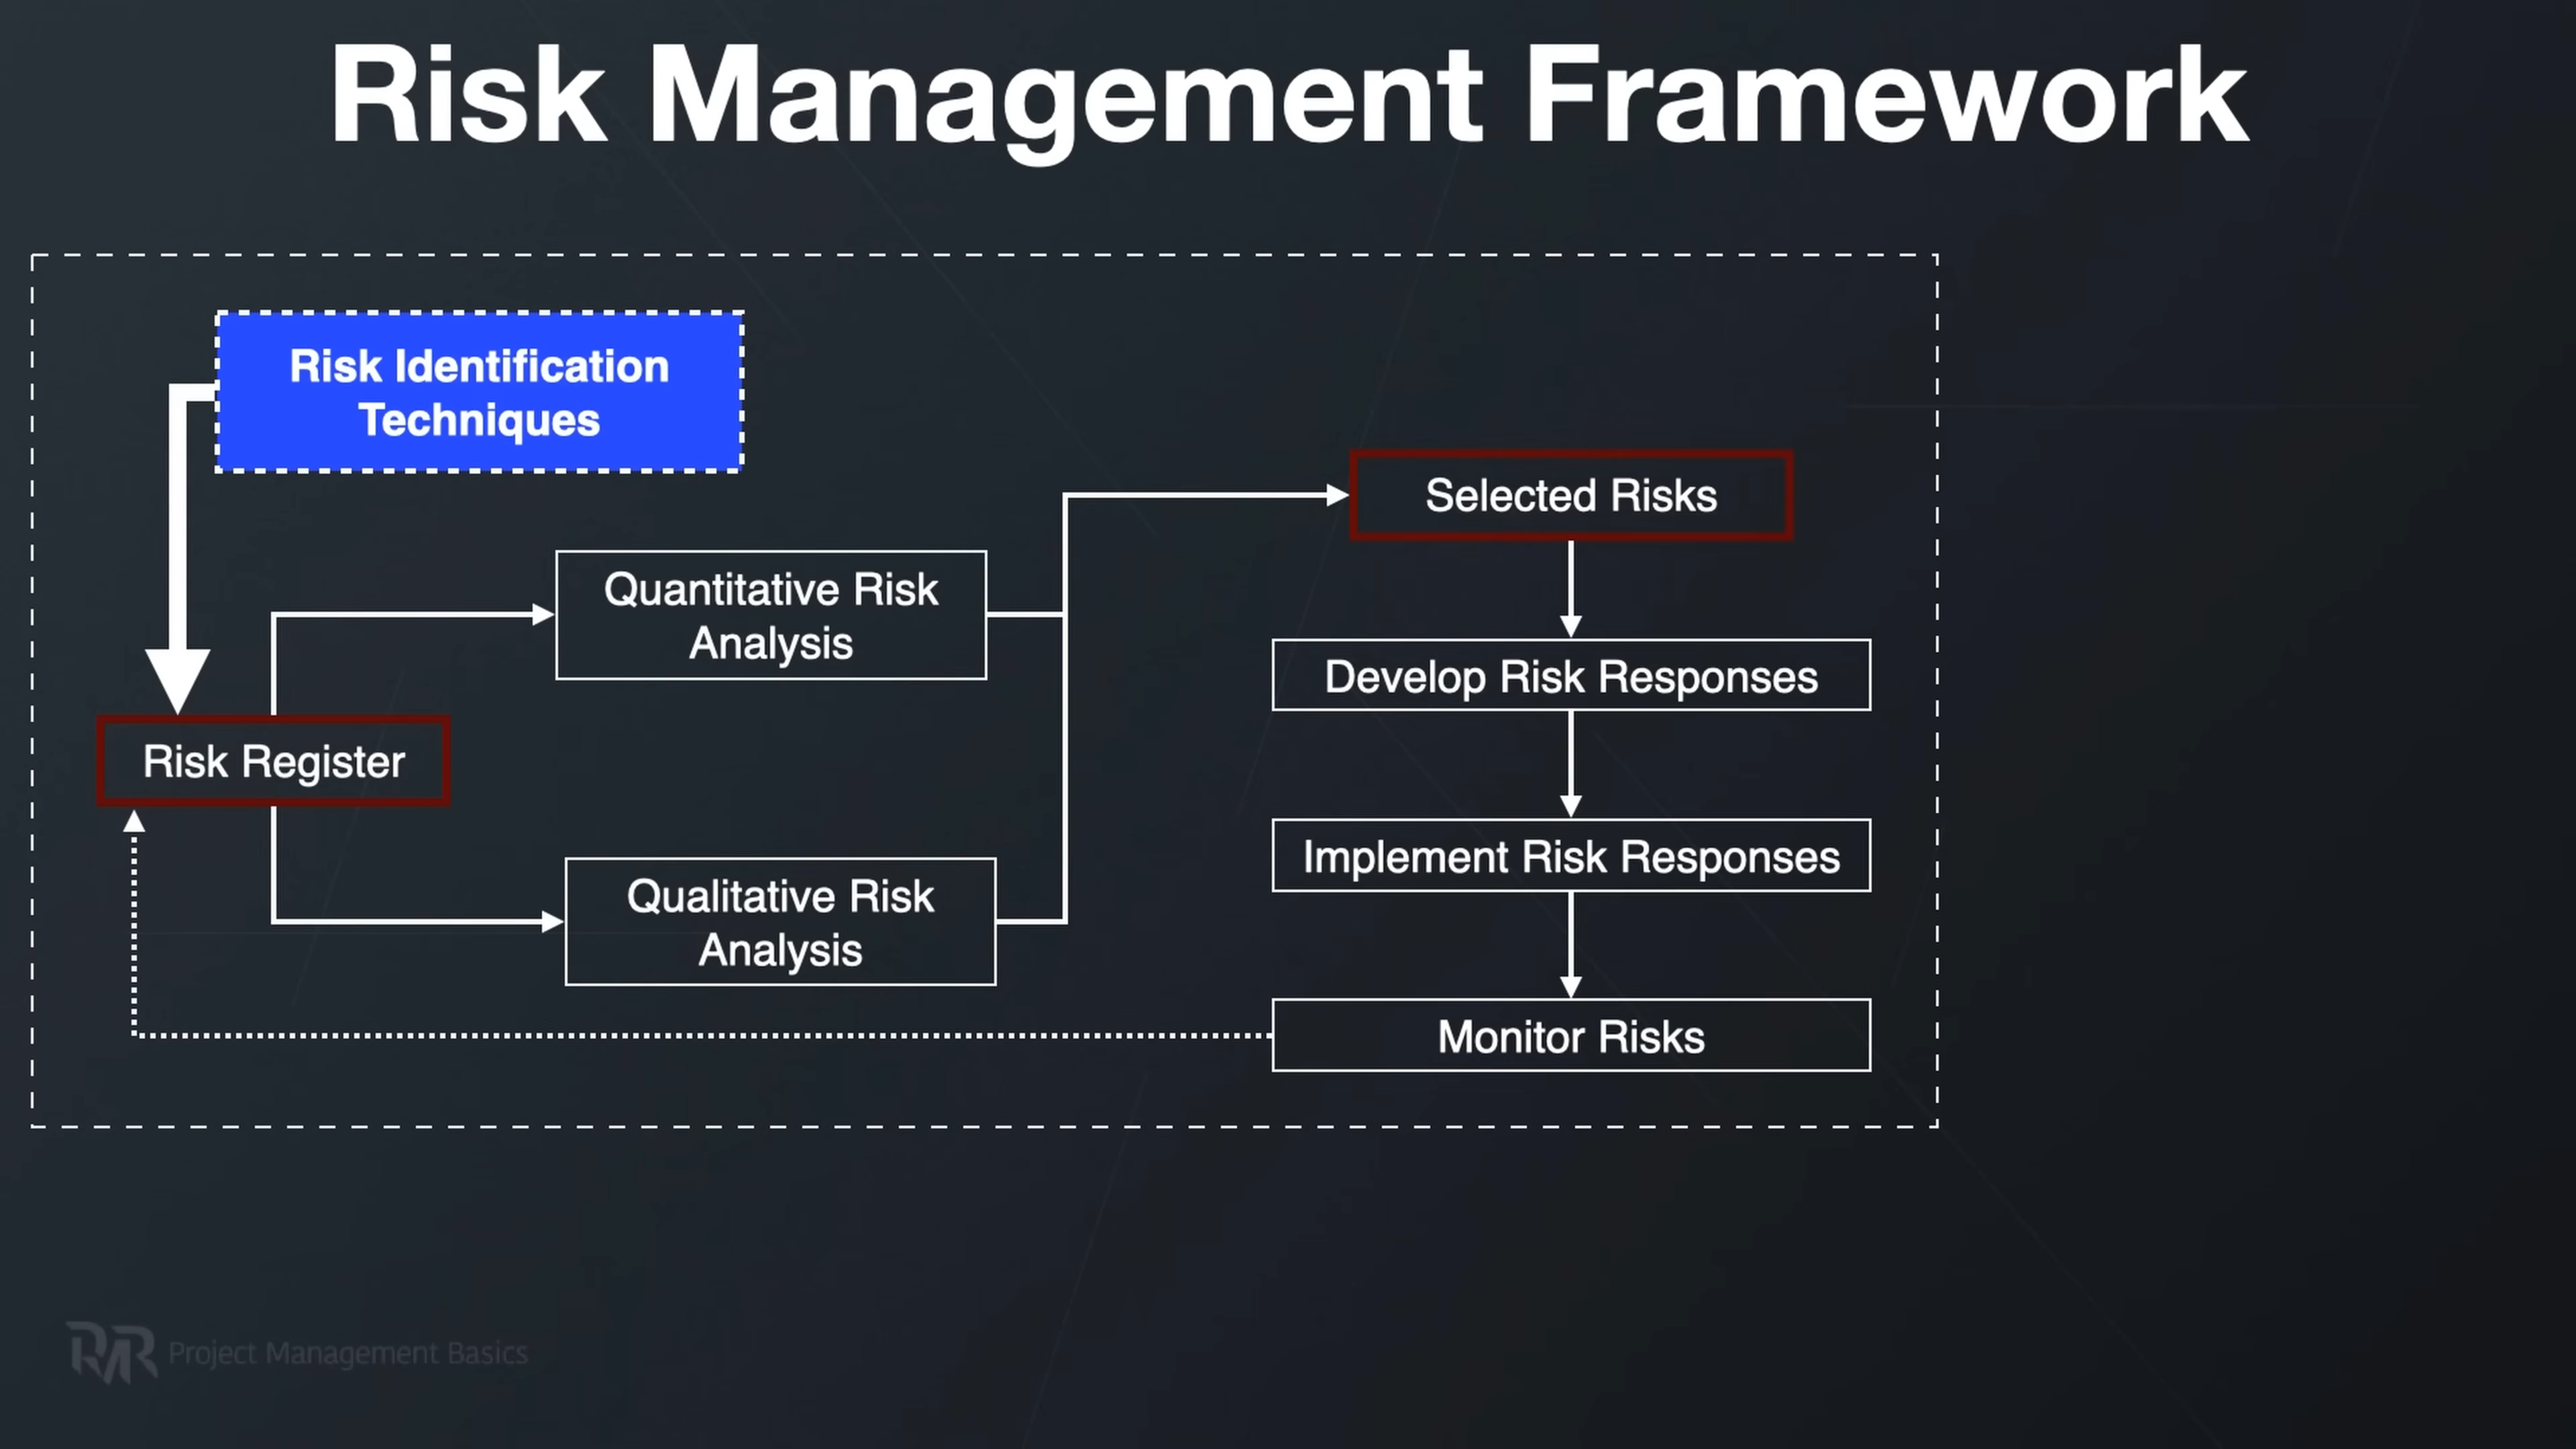 Risk Management Framework
Risk Identification
Techniques
Selected Risks
Quantitative Risk
Analysis
Develop Risk Responses
Risk Register
Implement Risk Responses
Qualitative Risk
Analysis
Monitor Risks
Project Management Basics